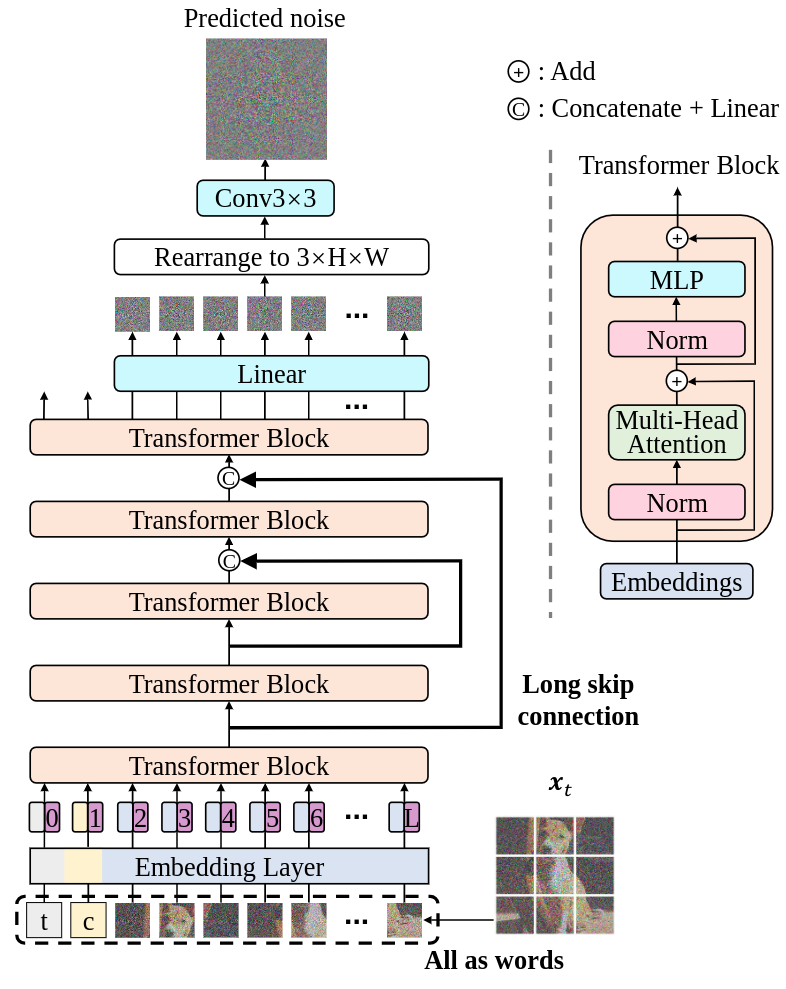 Predicted noise
+ : Add
C : Concatenate + Linear
Conv3×3
Rearrange to 3×H×W
...
Linear
...
Transformer Block
C
Transformer Block
C
Transformer Block
Transformer Block
Transformer Block
Long skip
connection
0 1 2 3 4 5 6 ... L
Embedding Layer
t c ...
All as words
xt
Transformer Block
+
MLP
Norm
+
Multi-Head
Attention
Norm
Embeddings